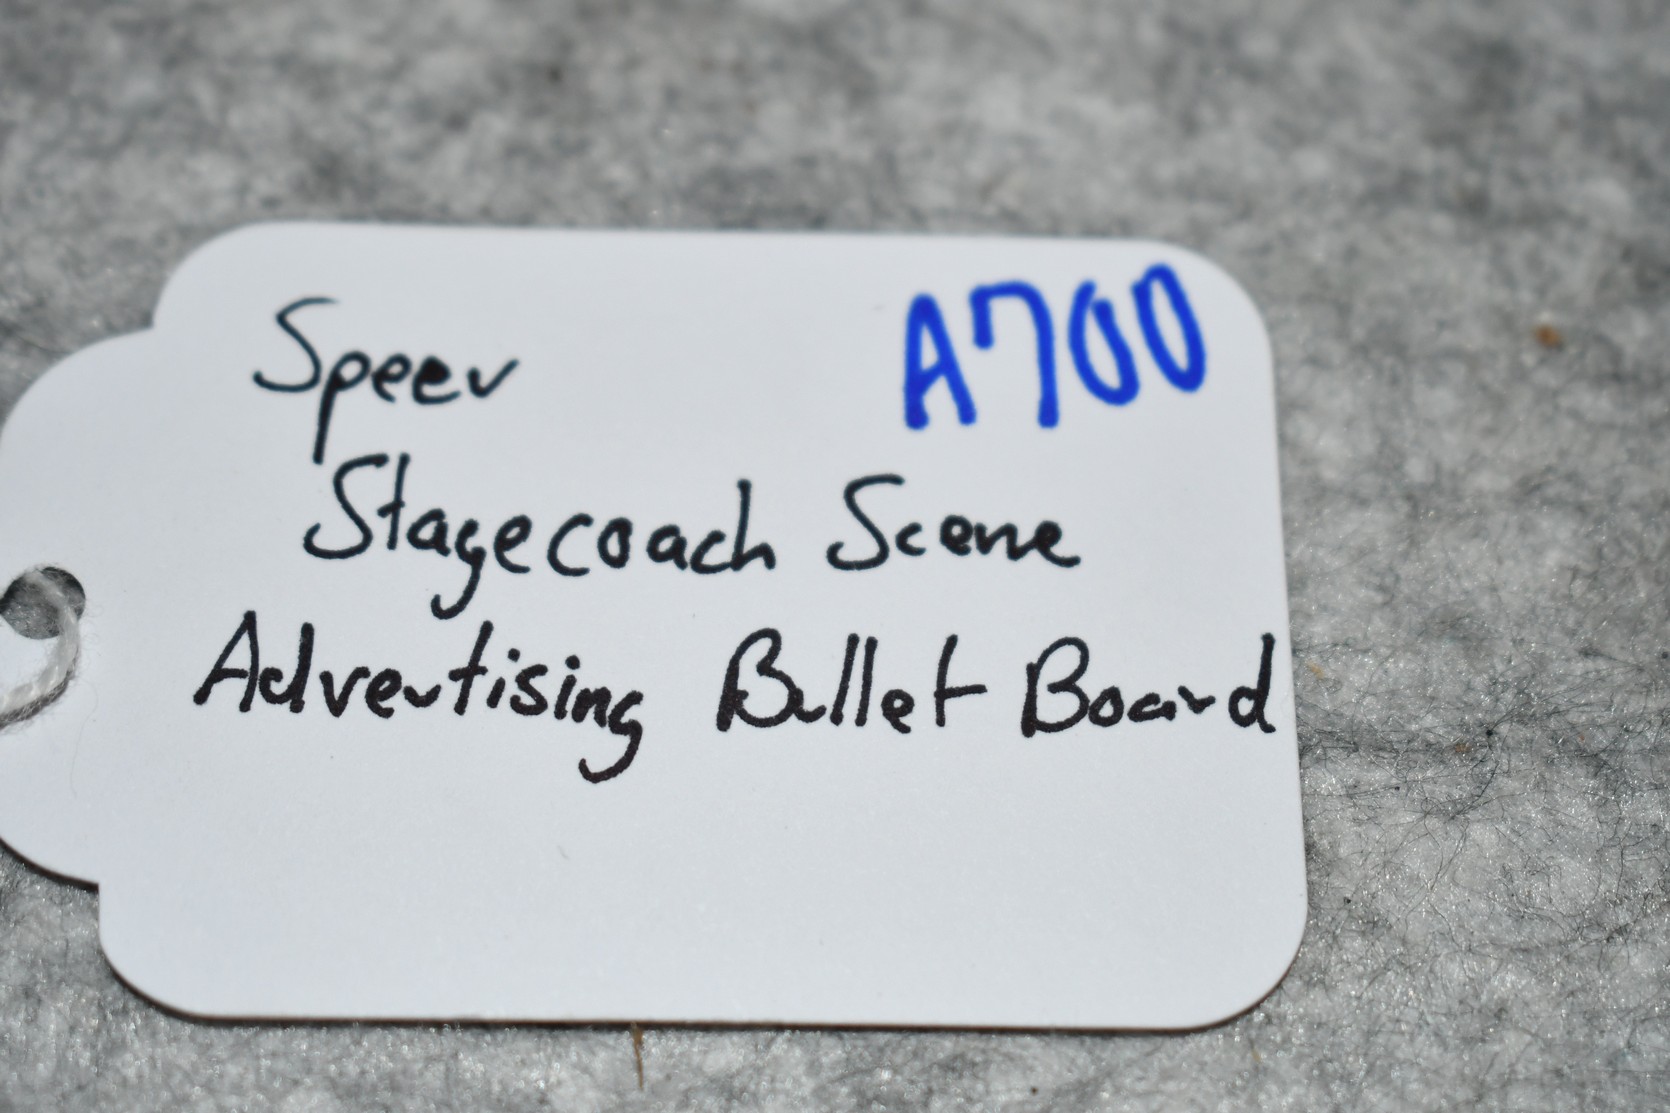 Speer A700
Stagecoach Scene
Advertising Bullet Board